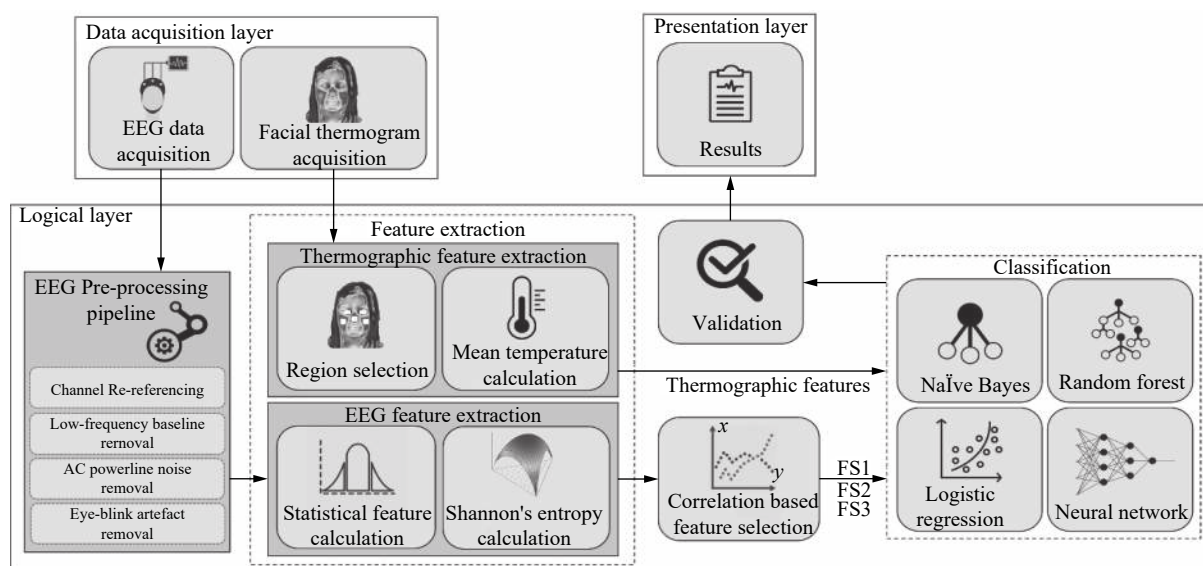 Data acquisition layer
EEG data
acquisition
Facial thermogram
acquisition
Presentation layer
Results
Logical layer
EEG Pre-processing
pipeline
Channel Re-referencing
Low-frequency baseline
rernoval
AC powerline noise
removal
Eye-blink artefact
removal
Feature extraction
Thermographic feature extraction
Region selection
Mean temperature
calculation
EEG feature extraction
Statistical feature
calculation
Shannon's entropy
calculation
Validation
Thermographic features
x
y
Correlation based
feature selection
FS1
FS2
FS3
Classification
NaÏve Bayes
Random forest
Logistic
regression
Neural network